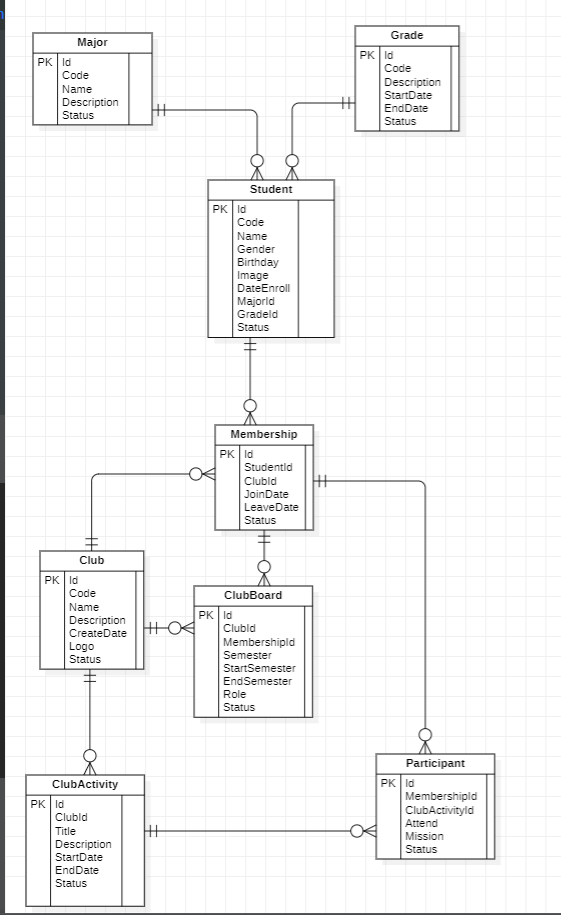 Major
PK Id
Code
Name
Description
Status
Grade
PK Id
Code
Description
StartDate
EndDate
Status
Student
PK Id
Code
Name
Gender
Birthday
Image
DateEnroll
MajorId
GradeId
Status
Membership
PK Id
StudentId
ClubId
JoinDate
LeaveDate
Status
Club
PK Id
Code
Name
Description
CreateDate
Logo
Status
ClubBoard
PK Id
ClubId
MembershipId
Semester
StartSemester
EndSemester
Role
Status
ClubActivity
PK Id
ClubId
Title
Description
StartDate
EndDate
Status
Participant
PK Id
MembershipId
ClubActivityId
Attend
Mission
Status